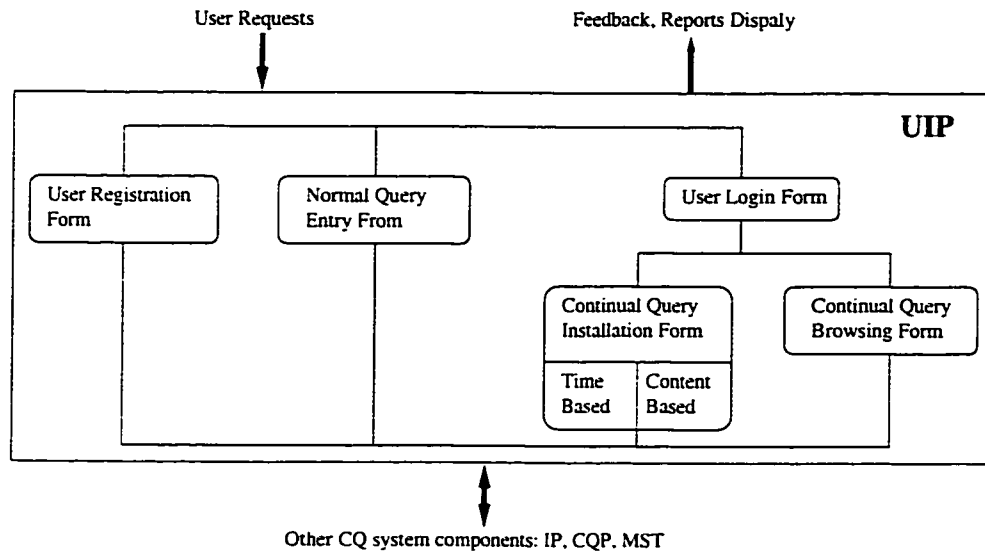 User Requests
Feedback, Reports Dispaly
UIP
User Registration
Form
Normal Query
Entry From
User Login Form
Continual Query
Installation Form
Time
Based
Content
Based
Continual Query
Browsing Form
Other CQ system components: IP, CQP, MST